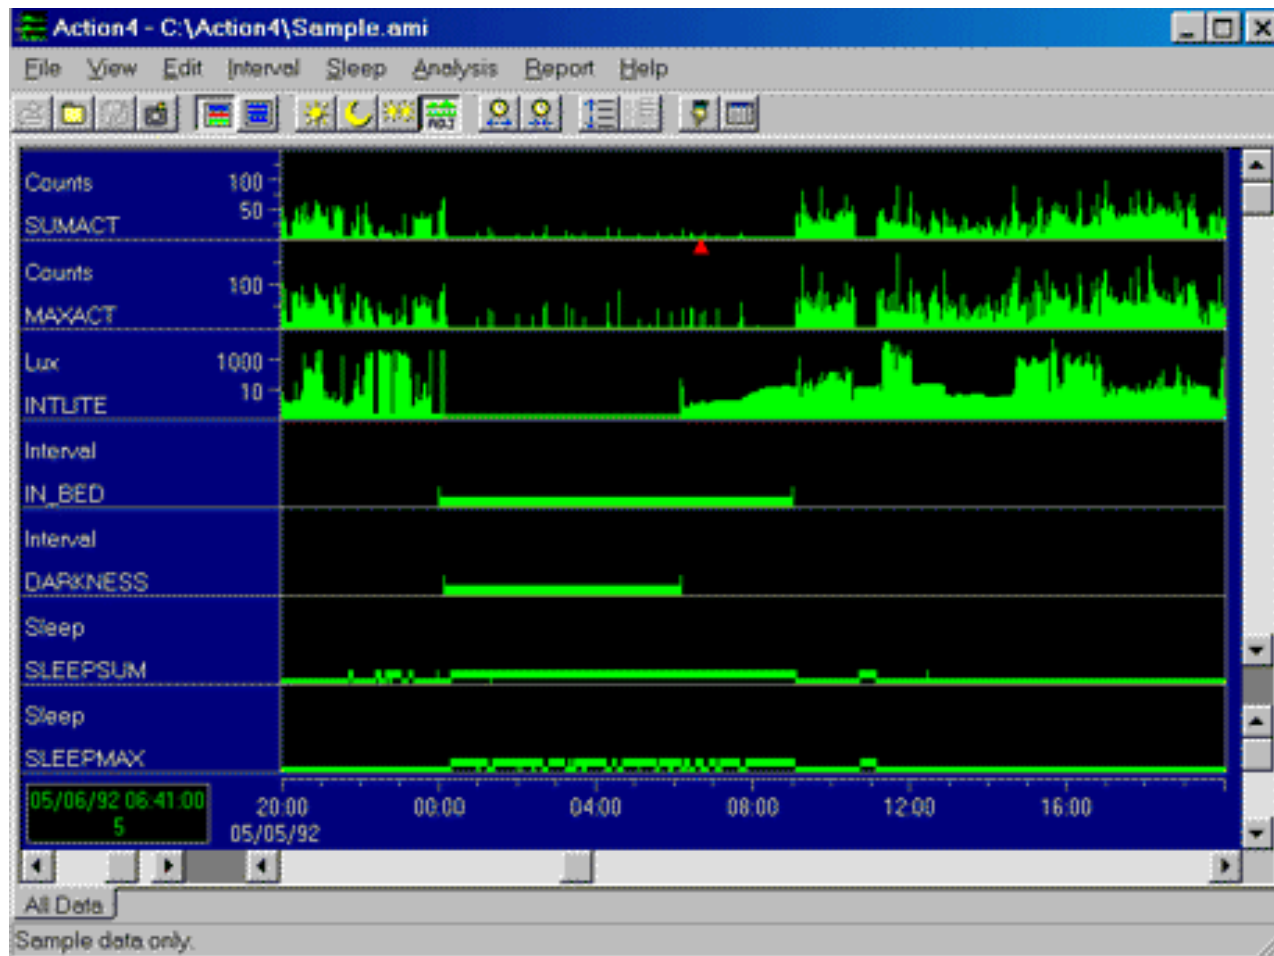 Action4 - C:\Action4\Sample.ami
File View Edit Interval Sleep Analysis Report Help
ADJ
Counts 100
50
SUMACT
Counts
100
MAXACT
Lux 1000
10
INTLITE
Interval
IN_BED
Interval
DARKNESS
Sleep
SLEEPSUM
Sleep
SLEEPMAX
05/06/92 06:41:00
5
20:00 00:00 04:00 08:00 12:00 16:00
05/05/92
All Data
Sample data only.